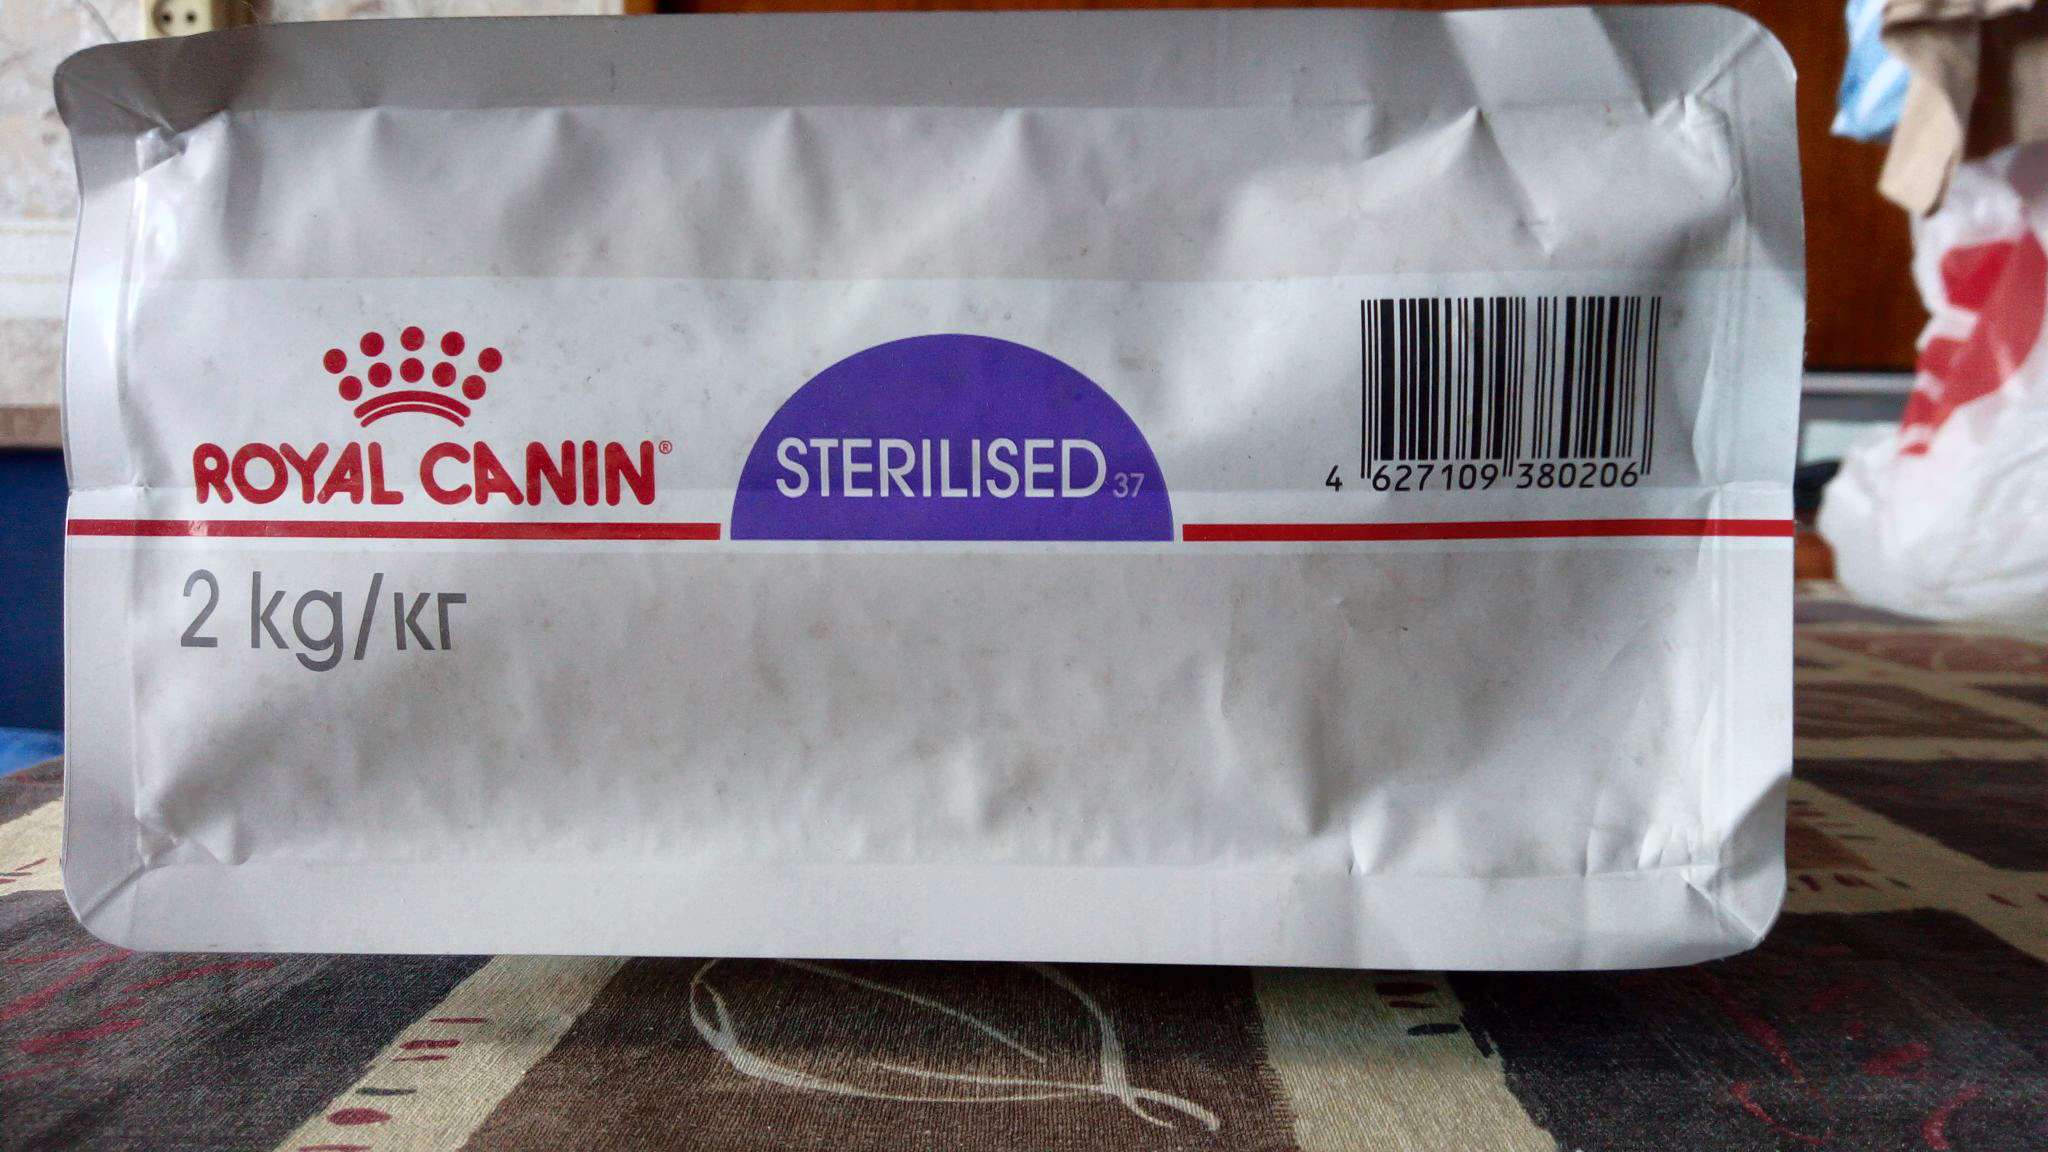 ROYAL CANIN®
STERILISED 37
4 627109 380206
2 kg/кг